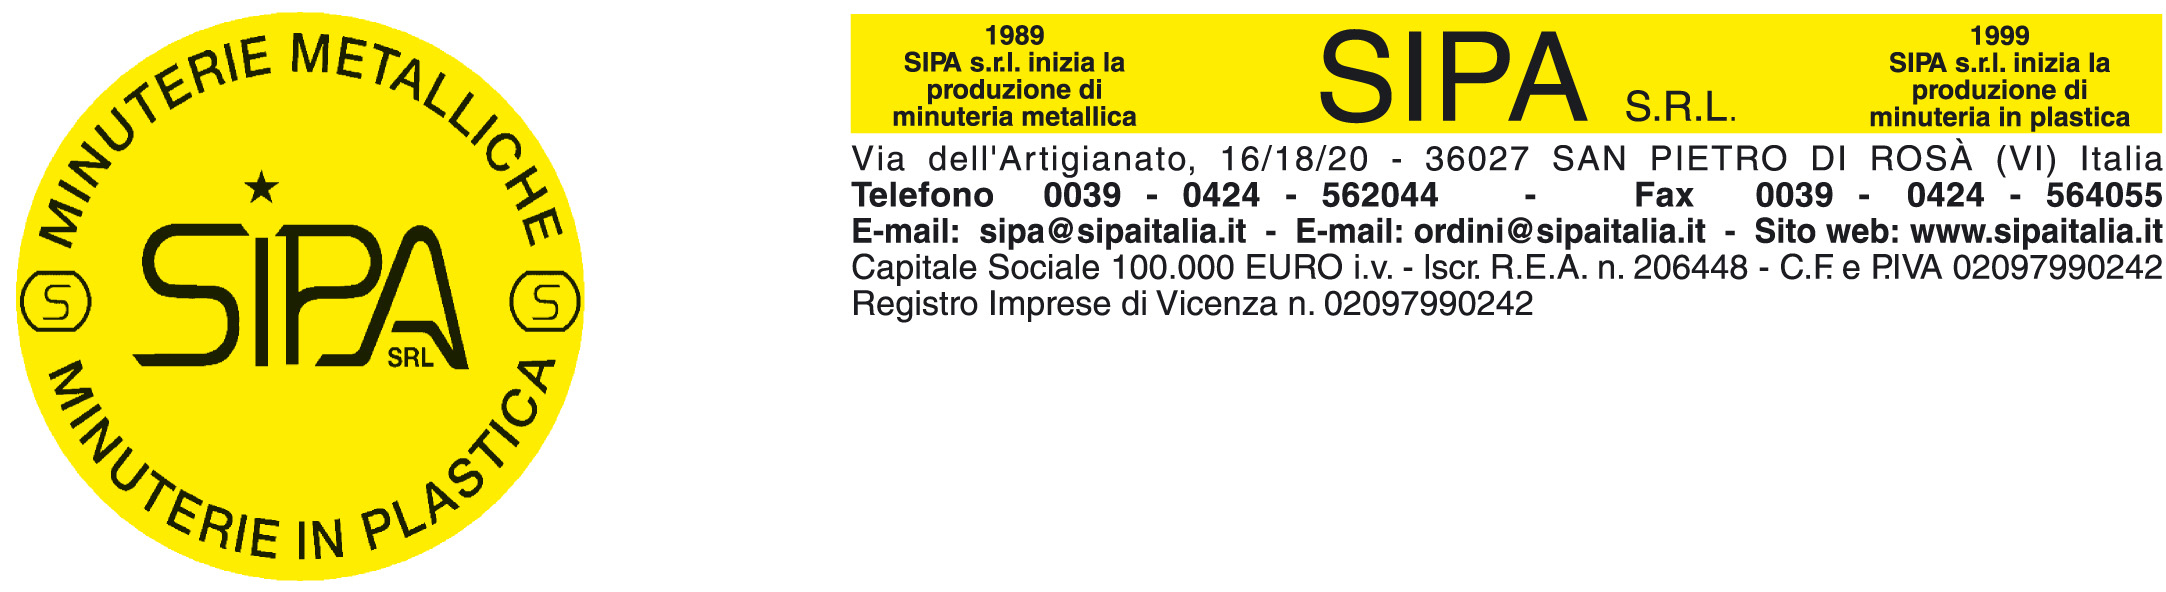 MINUTERIE METALLICHE
SIPA
SRL
S
S
MINUTERIE IN PLASTICA
1989
SIPA s.r.l. inizia la
produzione di
minuteria metallica
SIPA S.R.L.
1999
SIPA s.r.l. inizia la
produzione di
minuteria in plastica
Via dell'Artigianato, 16/18/20 - 36027 SAN PIETRO DI ROSÀ (VI) Italia
Telefono 0039 - 0424 - 562044 - Fax 0039 - 0424 - 564055
E-mail: sipa@sipaitalia.it - E-mail: ordini@sipaitalia.it - Sito web: www.sipaitalia.it
Capitale Sociale 100.000 EURO i.v. - Iscr. R.E.A. n. 206448 - C.F. e P.IVA 02097990242
Registro Imprese di Vicenza n. 02097990242